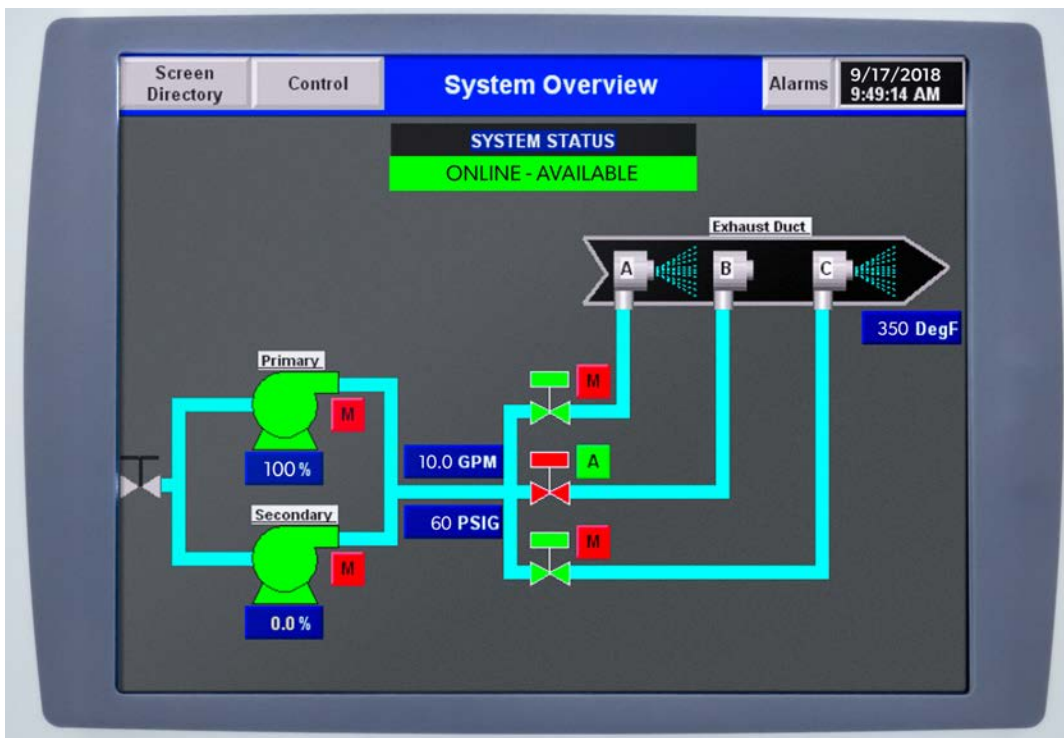 Screen
Directory
Control
System Overview
Alarms
9/17/2018
9:49:14 AM
SYSTEM STATUS
ONLINE - AVAILABLE
Exhaust Duct
A
B
C
350 DegF
Primary
M
100 %
M
10.0 GPM
A
60 PSIG
Secondary
M
M
0.0 %